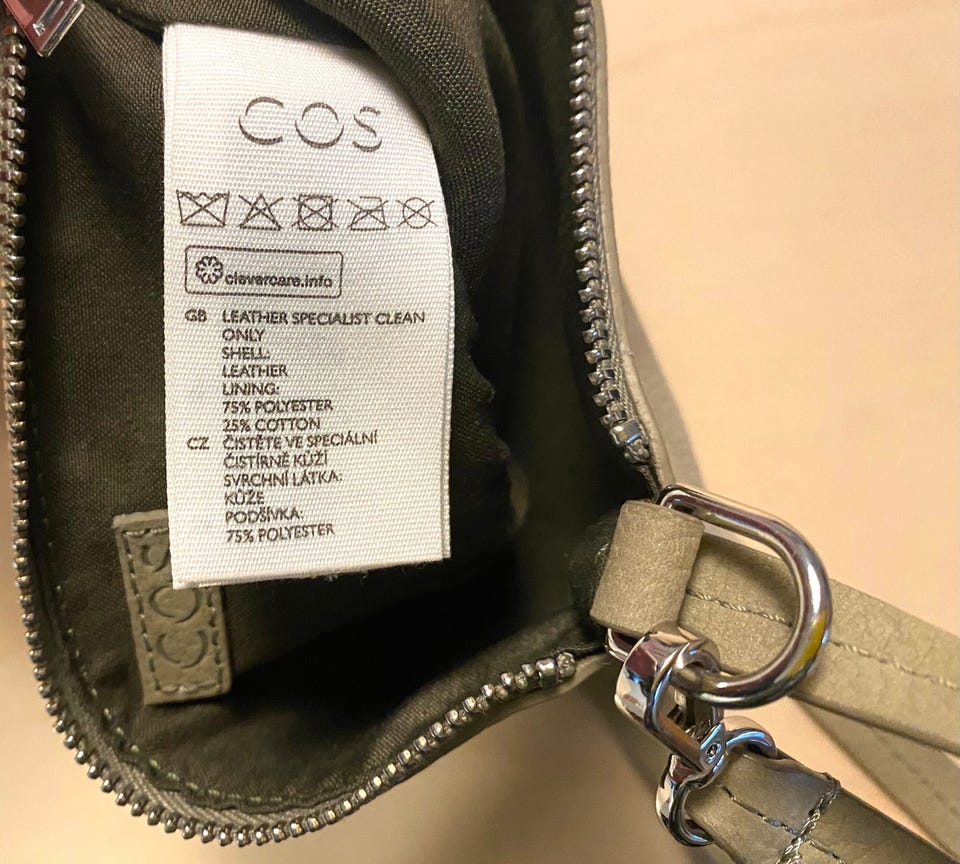 COS
clevercare.info
GB LEATHER SPECIALIST CLEAN
ONLY
SHELL:
LEATHER
LINING:
75% POLYESTER
25% COTTON
CZ ČISTĚTE VE SPECIÁLNÍ
ČISTÍRNĚ KŮŽÍ
SVRCHNÍ LÁTKA:
KŮŽE
PODŠÍVKA:
75% POLYESTER
COS